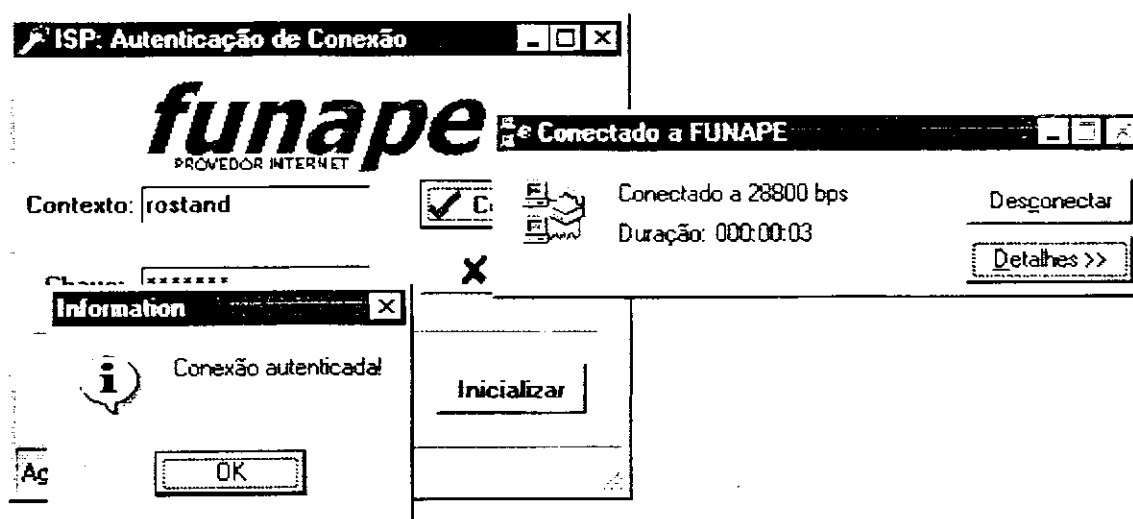 ISP: Autenticação de Conexão
funape
PROVEDOR INTERNET
Contexto: rostand
Chave: *******
Inicializar
Conectado a FUNAPE
Conectado a 28800 bps
Duração: 000:00:03
Desconectar
Detalhes >>
Information
Conexão autenticada!
OK